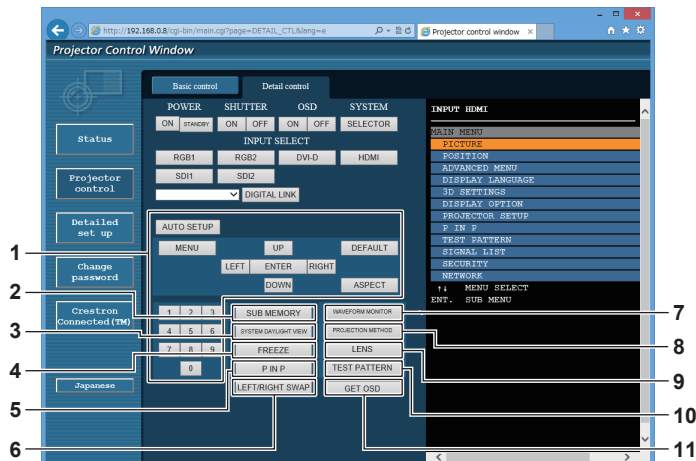 http://192.168.0.8/cgi-bin/main.cgi?page=DETAIL_CTL&lang=e
Projector control window
Projector Control Window
Basic control
Detail control
POWER SHUTTER OSD SYSTEM
ON STANDBY ON OFF ON OFF SELECTOR
INPUT SELECT
RGB1 RGB2 DVI-D HDMI
SDI1 SDI2
DIGITAL LINK
AUTO SETUP
MENU UP DEFAULT
LEFT ENTER RIGHT
DOWN ASPECT
1 2 3 SUB MEMORY WAVEFORM MONITOR
4 5 6 SYSTEM DAYLIGHT VIEW PROJECTION METHOD
7 8 9 FREEZE LENS
0 P IN P TEST PATTERN
LEFT/RIGHT SWAP GET OSD
Status
Projector
control
Detailed
set up
Change
password
Crestron
Connected(TM)
Japanese
INPUT HDMI
MAIN MENU
PICTURE
POSITION
ADVANCED MENU
DISPLAY LANGUAGE
3D SETTINGS
DISPLAY OPTION
PROJECTOR SETUP
P IN P
TEST PATTERN
SIGNAL LIST
SECURITY
NETWORK
↑↓ MENU SELECT
ENT. SUB MENU
1
2
3
4
5
6
7
8
9
10
11